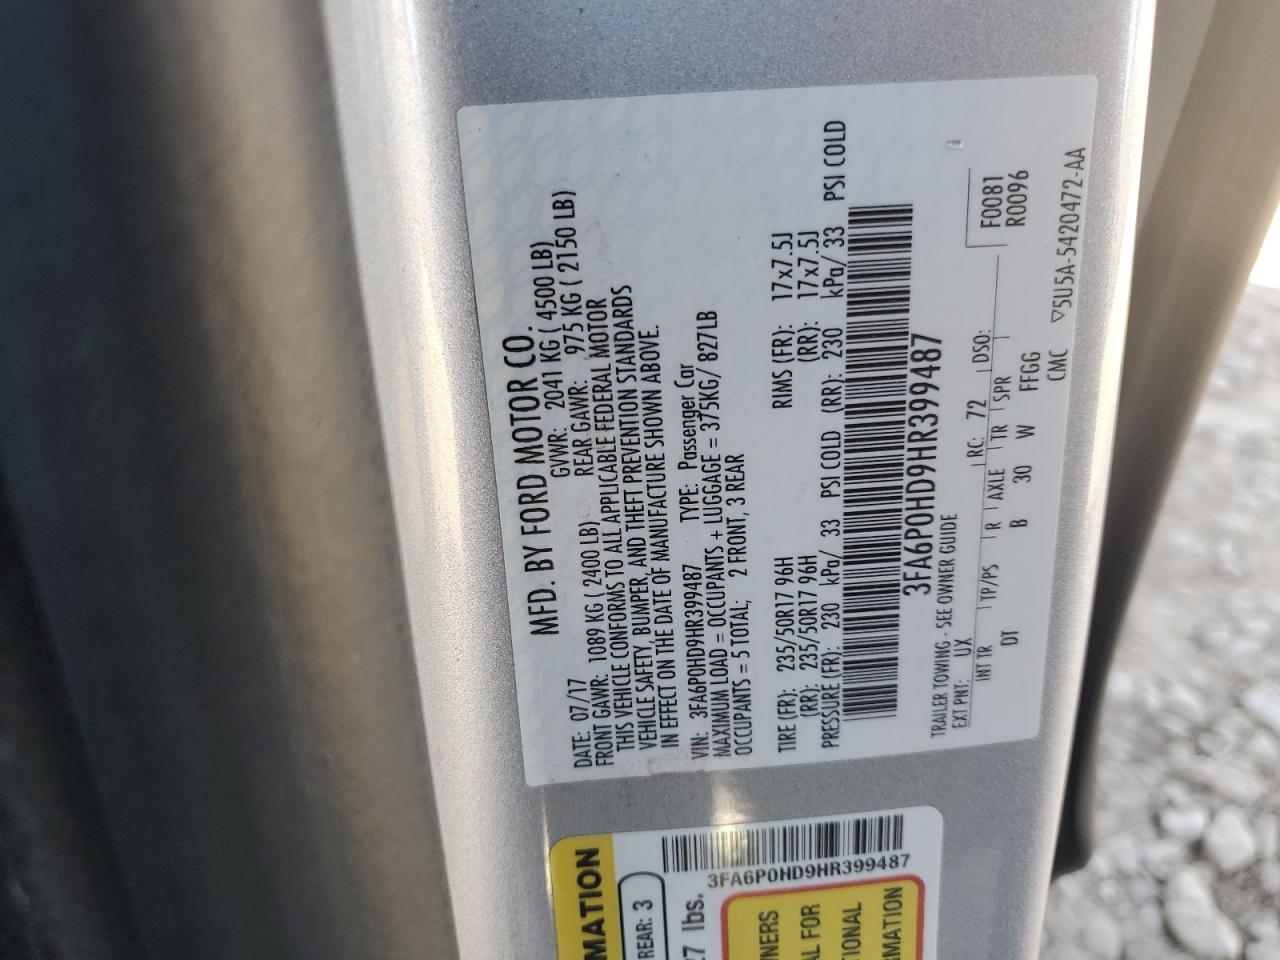 MFD. BY FORD MOTOR CO.
DATE: 07/17 GVWR: 2041 KG ( 4500 LB)
FRONT GAWR: 1089 KG ( 2400 LB) REAR GAWR: 975 KG ( 2150 LB)
THIS VEHICLE CONFORMS TO ALL APPLICABLE FEDERAL MOTOR
VEHICLE SAFETY, BUMPER, AND THEFT PREVENTION STANDARDS
IN EFFECT ON THE DATE OF MANUFACTURE SHOWN ABOVE.
VIN: 3FA6P0HD9HR399487 TYPE: Passenger Car
MAXIMUM LOAD = OCCUPANTS + LUGGAGE = 375KG/ 827LB
OCCUPANTS = 5 TOTAL; 2 FRONT, 3 REAR
TIRE (FR): 235/50R17 96H RIMS (FR): 17x7.5J
(RR): 235/50R17 96H (RR): 17x7.5J
PRESSURE (FR): 230 kPa/ 33 PSI COLD (RR): 230 kPa/ 33 PSI COLD
3FA6P0HD9HR399487
TRAILER TOWING - SEE OWNER GUIDE
EXT PNT: UX RC: 72 DSO: F0081
R0096
INT TR TP/PS R AXLE TR SPR
DT B 30 W FFGG
CMC ▽5U5A-5420472-AA
MATION
REAR: 3
27 lbs.
3FA6P0HD9HR399487
NERS
AL FOR
TIONAL
RMATION